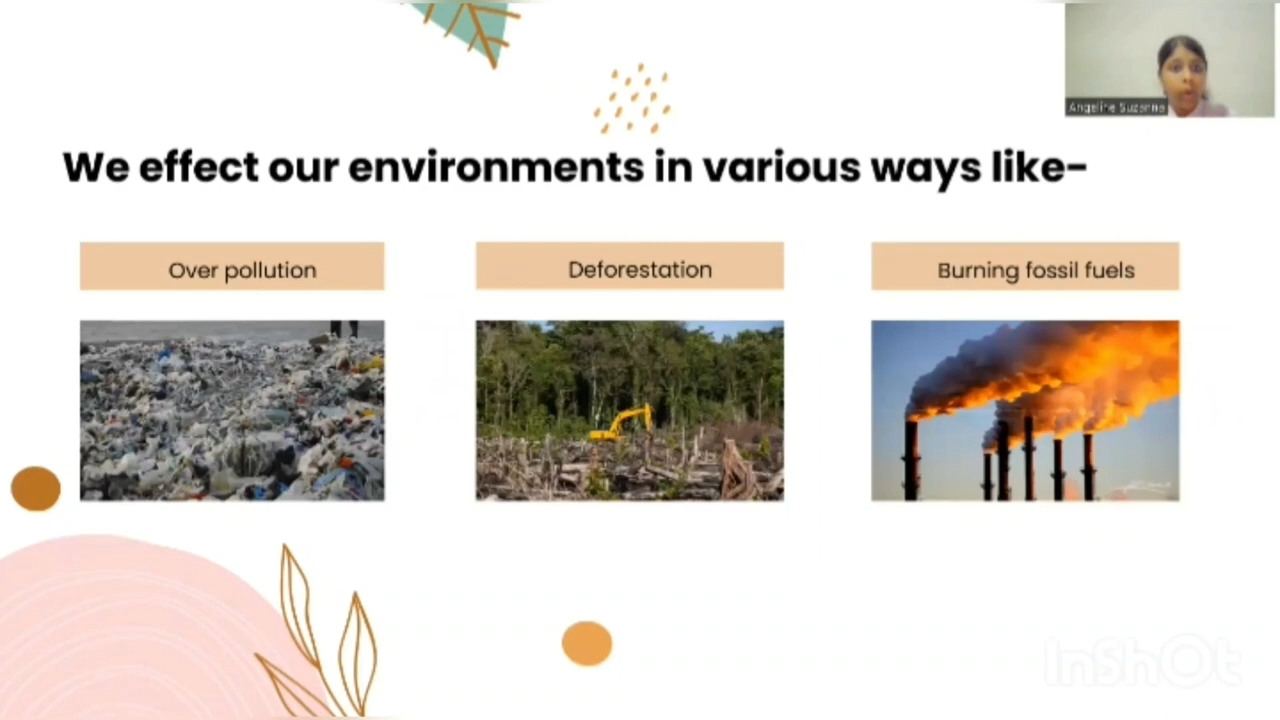 Angeline Suzanne
We effect our environments in various ways like-
Over pollution
Deforestation
Burning fossil fuels
InShOt